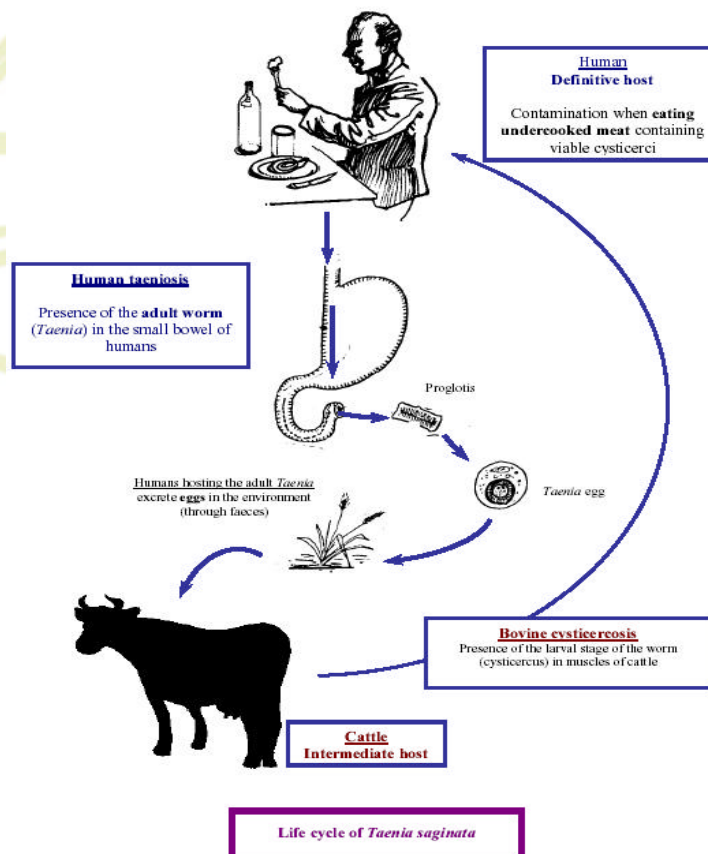 Human
Definitive host
Contamination when eating
undercooked meat containing
viable cysticerci
Human taeniosis
Presence of the adult worm
(Taenia) in the small bowel of
humans
Proglotis
Taenia egg
Humans hosting the adult Taenia
excrete eggs in the environment
(through faeces)
Bovine cysticercosis
Presence of the larval stage of the worm
(cysticercus) in muscles of cattle
Cattle
Intermediate host
Life cycle of Taenia saginata